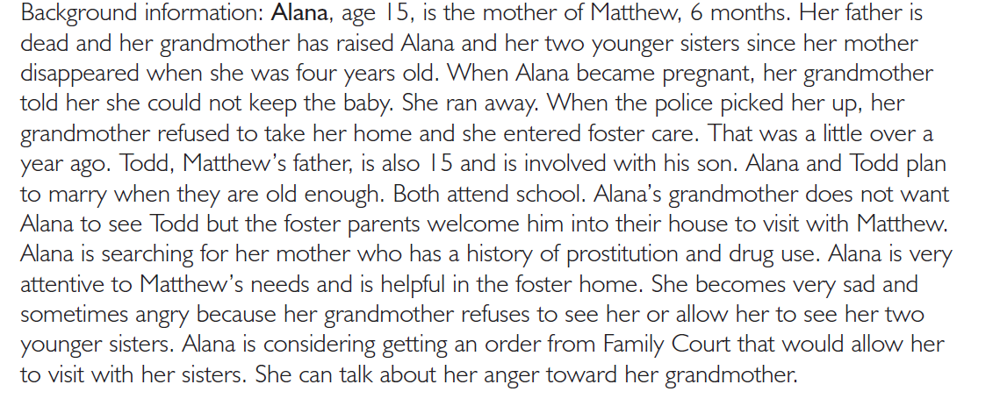 Background information: Alana, age 15, is the mother of Matthew, 6 months. Her father is
dead and her grandmother has raised Alana and her two younger sisters since her mother
disappeared when she was four years old. When Alana became pregnant, her grandmother
told her she could not keep the baby. She ran away. When the police picked her up, her
grandmother refused to take her home and she entered foster care. That was a little over a
year ago. Todd, Matthew’s father, is also 15 and is involved with his son. Alana and Todd plan
to marry when they are old enough. Both attend school. Alana’s grandmother does not want
Alana to see Todd but the foster parents welcome him into their house to visit with Matthew.
Alana is searching for her mother who has a history of prostitution and drug use. Alana is very
attentive to Matthew’s needs and is helpful in the foster home. She becomes very sad and
sometimes angry because her grandmother refuses to see her or allow her to see her two
younger sisters. Alana is considering getting an order from Family Court that would allow her
to visit with her sisters. She can talk about her anger toward her grandmother.